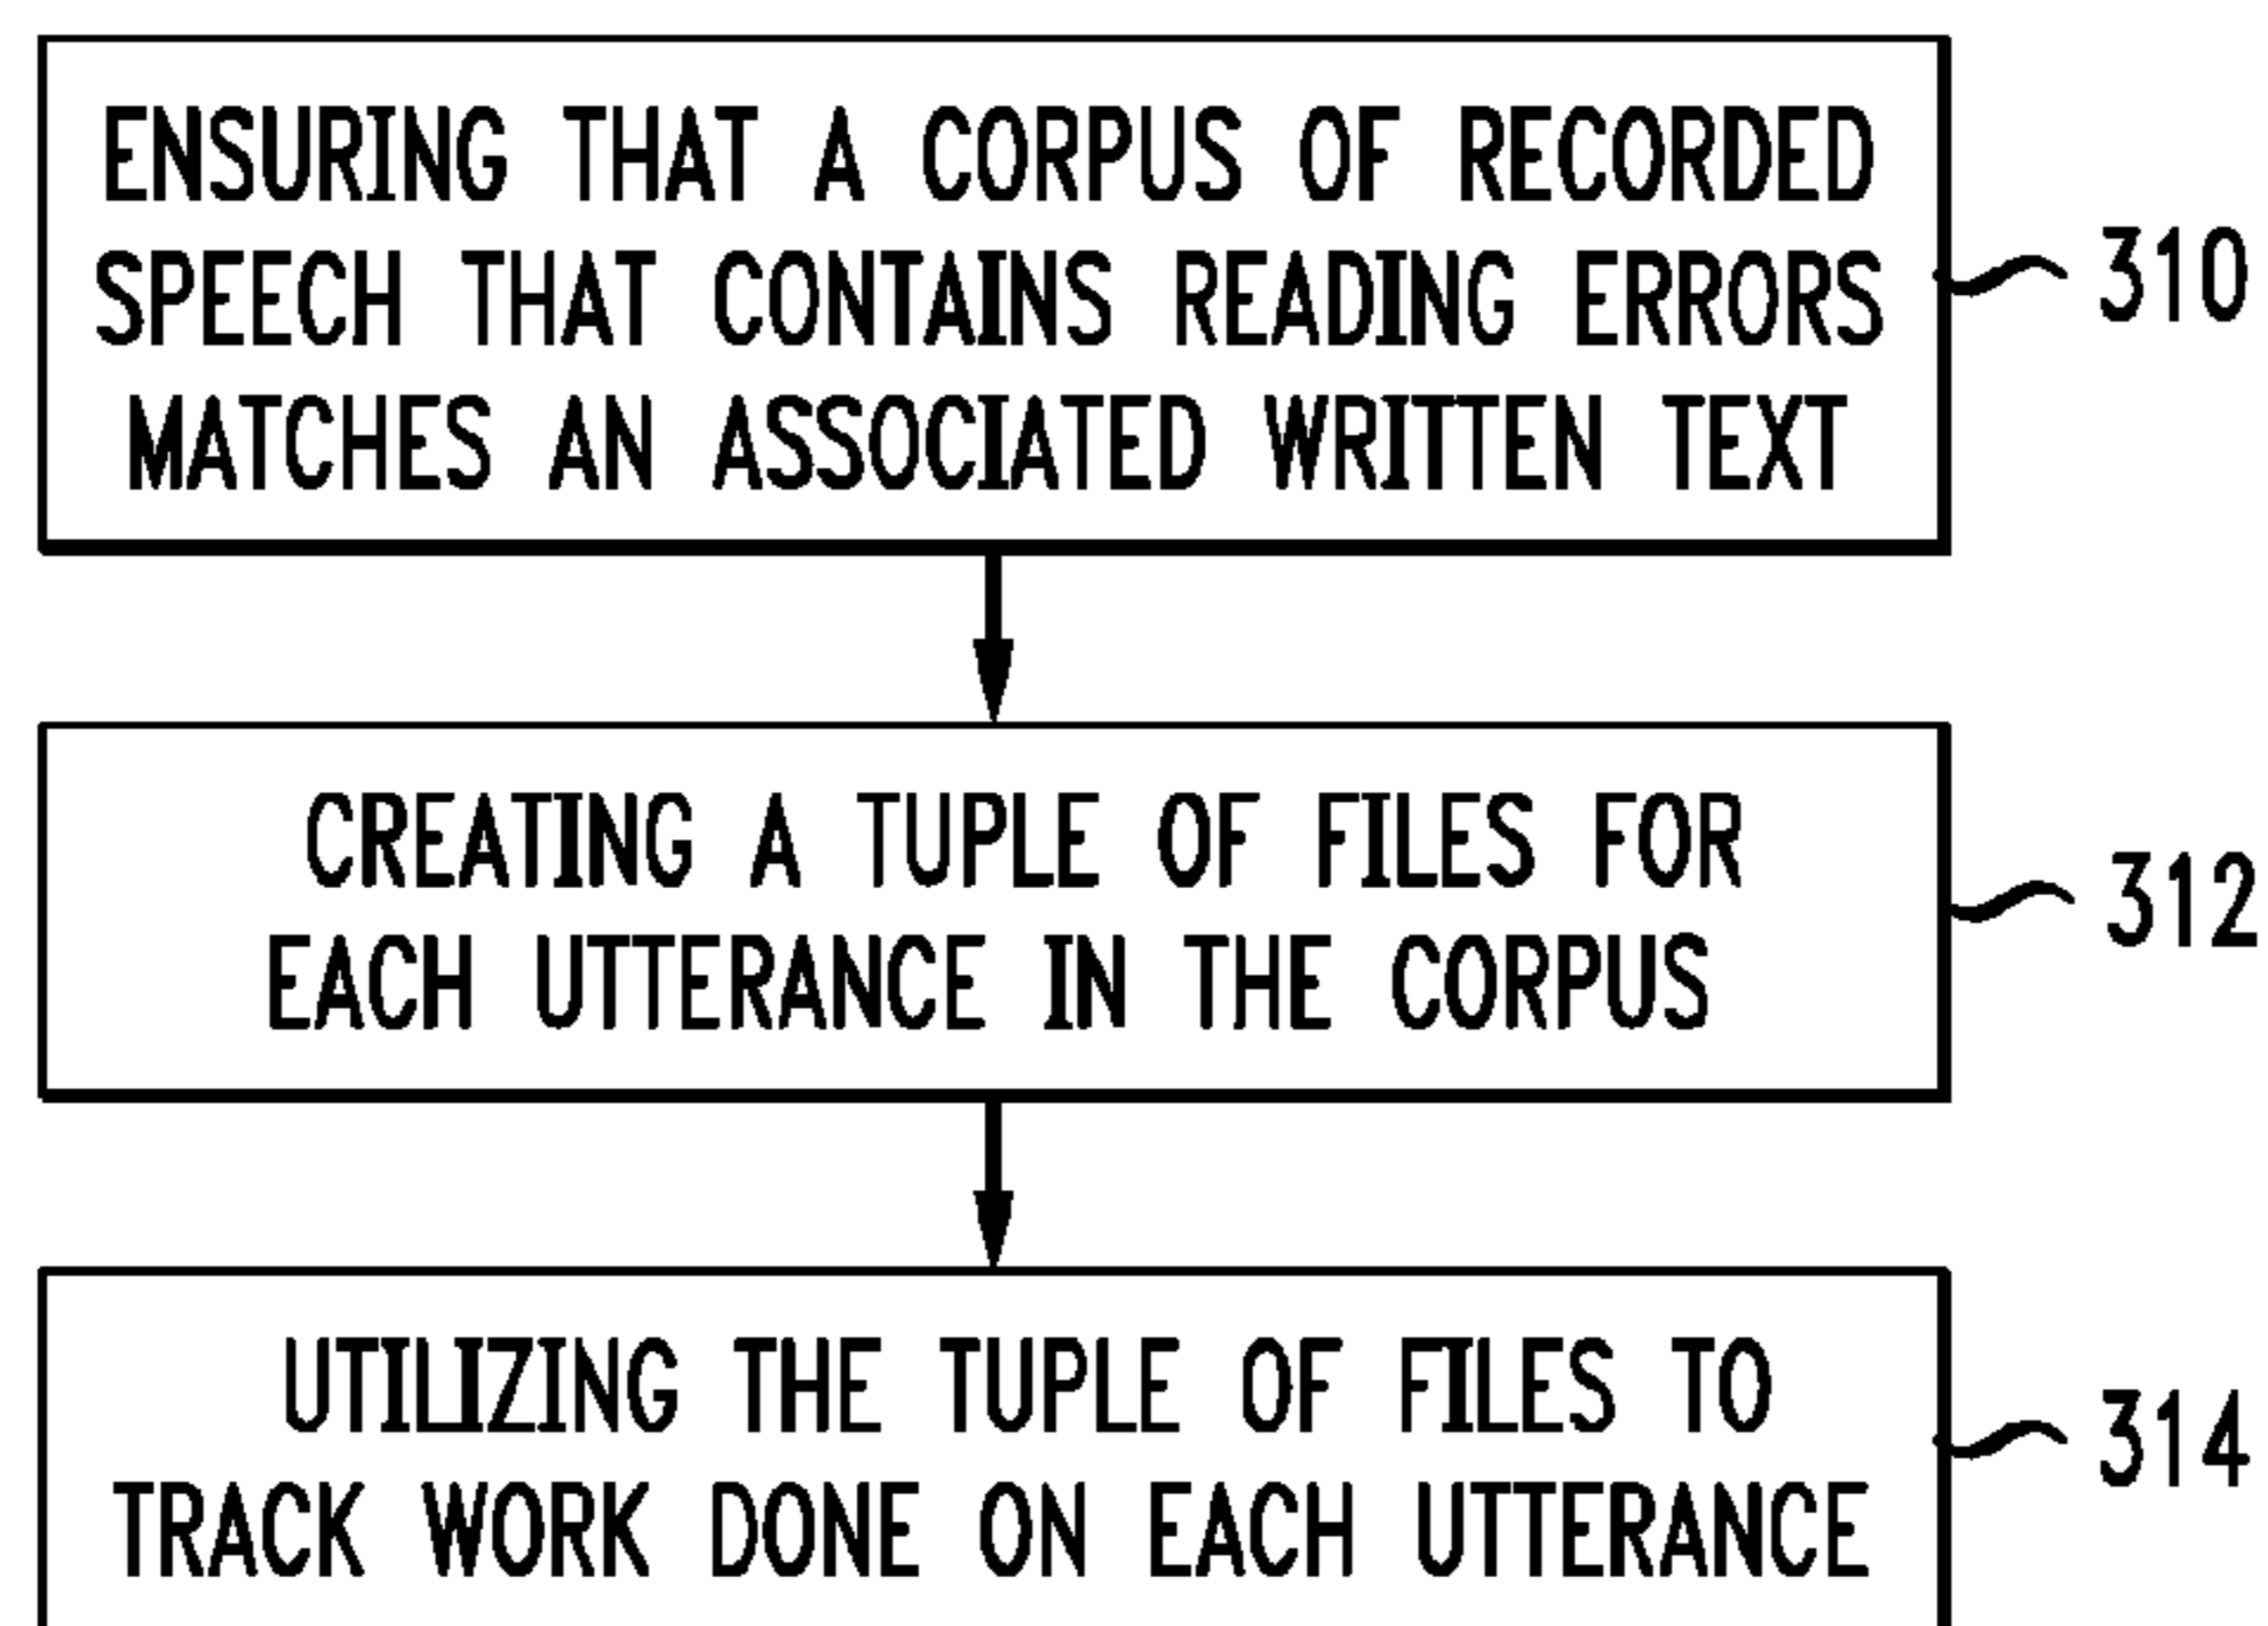 ENSURING THAT A CORPUS OF RECORDED
SPEECH THAT CONTAINS READING ERRORS
MATCHES AN ASSOCIATED WRITTEN TEXT
310
CREATING A TUPLE OF FILES FOR
EACH UTTERANCE IN THE CORPUS
312
UTILIZING THE TUPLE OF FILES TO
TRACK WORK DONE ON EACH UTTERANCE
314